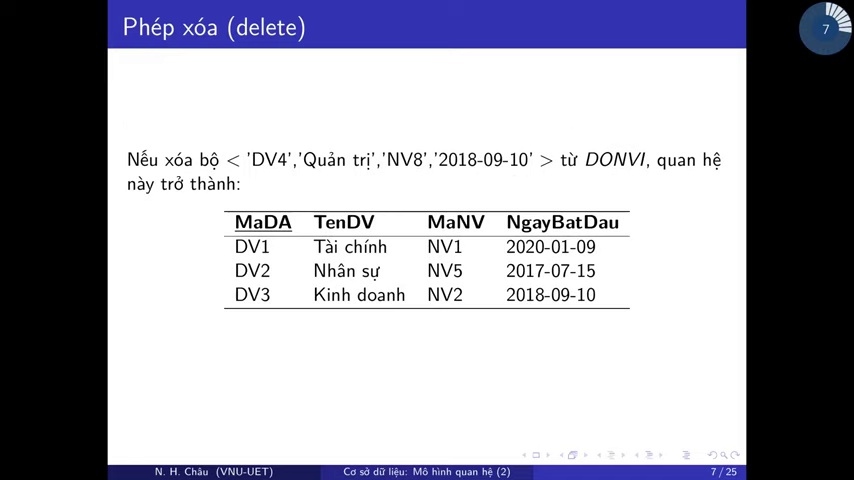 Phép xóa (delete)
7
Nếu xóa bộ < 'DV4','Quản trị','NV8','2018-09-10' > từ DONVI, quan hệ
này trở thành:
MaDA TenDV MaNV NgayBatDau
DV1 Tài chính NV1 2020-01-09
DV2 Nhân sự NV5 2017-07-15
DV3 Kinh doanh NV2 2018-09-10
N. H. Châu (VNU-UET) Cơ sở dữ liệu: Mô hình quan hệ (2) 7 / 25